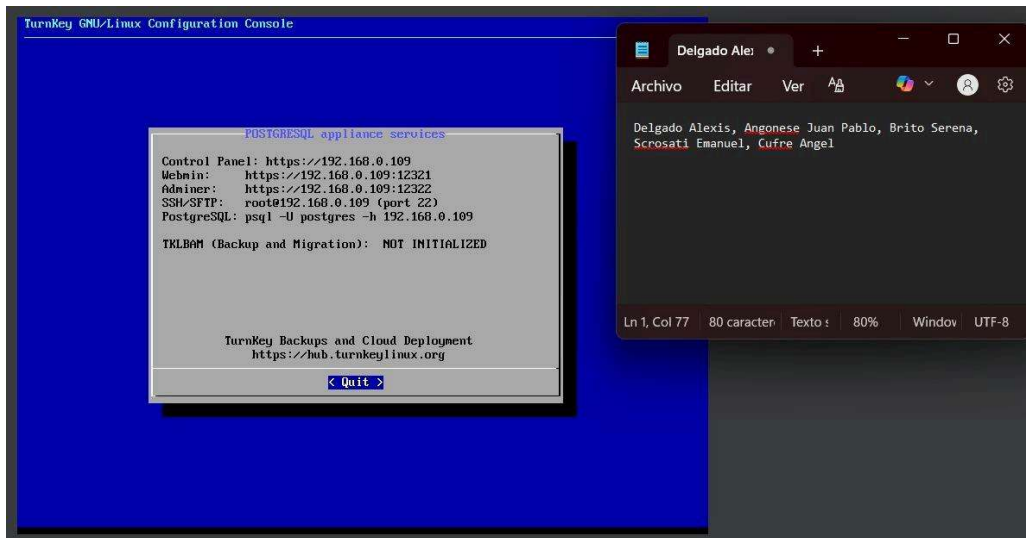 TurnKey GNU/Linux Configuration Console
POSTGRESQL appliance services
Control Panel: https://192.168.0.109
Webmin: https://192.168.0.109:12321
Adminer: https://192.168.0.109:12322
SSH/SFTP: root@192.168.0.109 (port 22)
PostgreSQL: psql -U postgres -h 192.168.0.109
TKLBAM (Backup and Migration): NOT INITIALIZED
TurnKey Backups and Cloud Deployment
https://hub.turnkeylinux.org
< Quit >
Delgado Ale
Archivo Editar Ver
Delgado Alexis, Angonese Juan Pablo, Brito Serena,
Scrosati Emanuel, Cufre Angel
Ln 1, Col 77 80 caracter Texto s 80% Window UTF-8